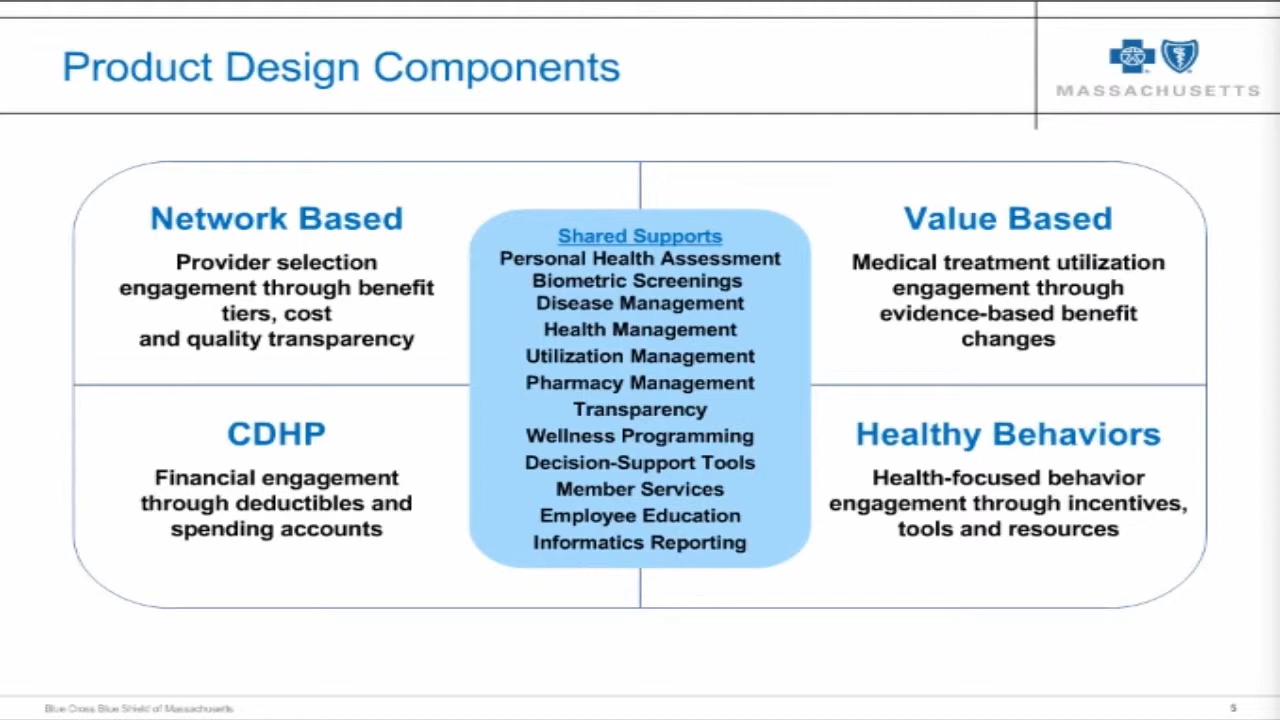 Product Design Components
MASSACHUSETTS
Network Based
Provider selection
engagement through benefit
tiers, cost
and quality transparency
Shared Supports
Personal Health Assessment
Biometric Screenings
Disease Management
Health Management
Utilization Management
Pharmacy Management
Transparency
Wellness Programming
Decision-Support Tools
Member Services
Employee Education
Informatics Reporting
Value Based
Medical treatment utilization
engagement through
evidence-based benefit
changes
CDHP
Financial engagement
through deductibles and
spending accounts
Healthy Behaviors
Health-focused behavior
engagement through incentives,
tools and resources
Blue Cross Blue Shield of Massachusetts
5